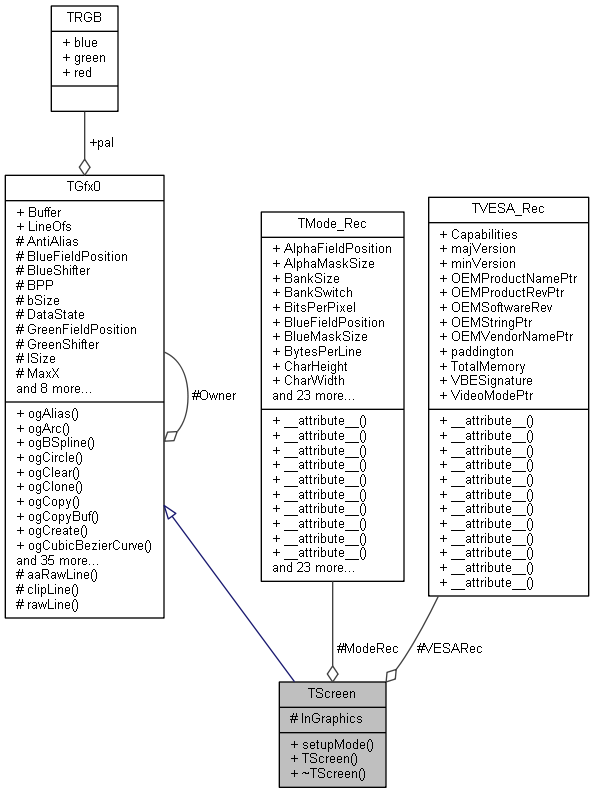 TRGB
+ blue
+ green
+ red
+pal
TGfx0
+ Buffer
+ LineOfs
# AntiAlias
# BlueFieldPosition
# BlueShifter
# BPP
# bSize
# DataState
# GreenFieldPosition
# GreenShifter
# lSize
# MaxX
and 8 more...
+ ogAlias()
+ ogArc()
+ ogBSpline()
+ ogCircle()
+ ogClear()
+ ogClone()
+ ogCopy()
+ ogCopyBuf()
+ ogCreate()
+ ogCubicBezierCurve()
and 35 more...
# aaRawLine()
# clipLine()
# rawLine()
#Owner
TMode_Rec
+ AlphaFieldPosition
+ AlphaMaskSize
+ BankSize
+ BankSwitch
+ BitsPerPixel
+ BlueFieldPosition
+ BlueMaskSize
+ BytesPerLine
+ CharHeight
+ CharWidth
and 23 more...
+ __attribute__()
+ __attribute__()
+ __attribute__()
+ __attribute__()
+ __attribute__()
+ __attribute__()
+ __attribute__()
+ __attribute__()
+ __attribute__()
+ __attribute__()
and 23 more...
TVESA_Rec
+ Capabilities
+ majVersion
+ minVersion
+ OEMProductNamePtr
+ OEMProductRevPtr
+ OEMSoftwareRev
+ OEMStringPtr
+ OEMVendorNamePtr
+ paddington
+ TotalMemory
+ VBESignature
+ VideoModePtr
+ __attribute__()
+ __attribute__()
+ __attribute__()
+ __attribute__()
+ __attribute__()
+ __attribute__()
+ __attribute__()
+ __attribute__()
+ __attribute__()
+ __attribute__()
+ __attribute__()
+ __attribute__()
#ModeRec
#VESARec
TScreen
# InGraphics
+ setupMode()
+ TScreen()
+ ~TScreen()